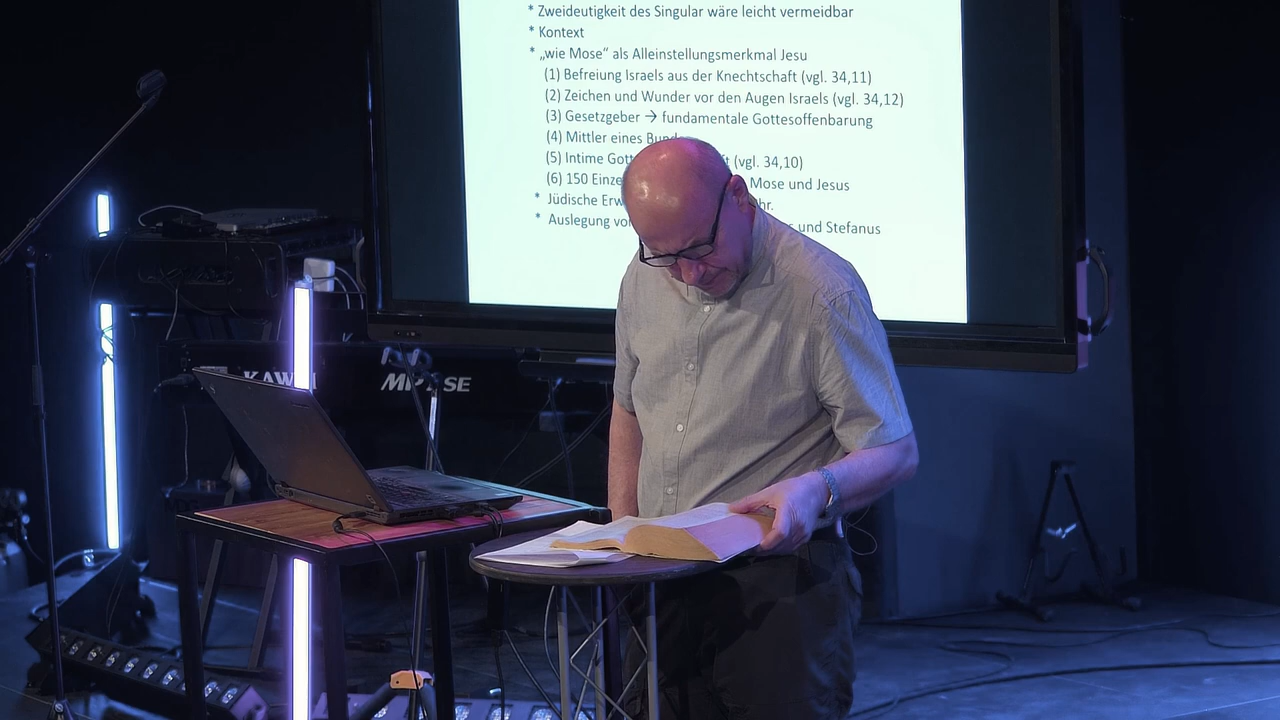 * Zweideutigkeit des Singular wäre leicht vermeidbar
* Kontext
* „wie Mose“ als Alleinstellungsmerkmal Jesu
(1) Befreiung Israels aus der Knechtschaft (vgl. 34,11)
(2) Zeichen und Wunder vor den Augen Israels (vgl. 34,12)
(3) Gesetzgeber → fundamentale Gottesoffenbarung
(4) Mittler eines
(5) Intime (vgl. 34,10)
(6) 150 Mose und Jesus
* Jüdische
* Auslegung und Stefanus
KAWAI